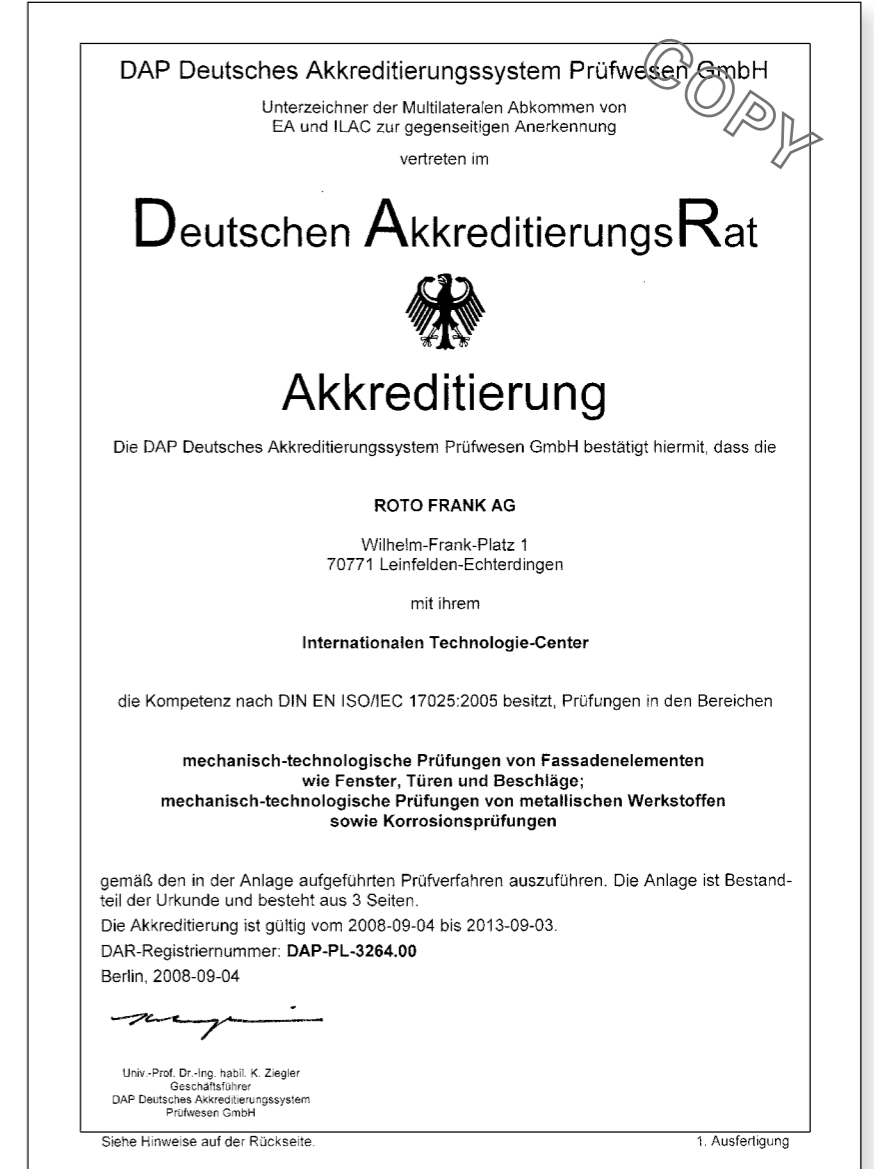 DAP Deutsches Akkreditierungssystem Prüfwesen GmbH
COPY
Unterzeichner der Multilateralen Abkommen von
EA und ILAC zur gegenseitigen Anerkennung
vertreten im
Deutschen AkkreditierungsRat
Akkreditierung
Die DAP Deutsches Akkreditierungssystem Prüfwesen GmbH bestätigt hiermit, dass die
ROTO FRANK AG
Wilhelm-Frank-Platz 1
70771 Leinfelden-Echterdingen
mit ihrem
Internationalen Technologie-Center
die Kompetenz nach DIN EN ISO/IEC 17025:2005 besitzt, Prüfungen in den Bereichen
mechanisch-technologische Prüfungen von Fassadenelementen
wie Fenster, Türen und Beschläge;
mechanisch-technologische Prüfungen von metallischen Werkstoffen
sowie Korrosionsprüfungen
gemäß den in der Anlage aufgeführten Prüfverfahren auszuführen. Die Anlage ist Bestand-
teil der Urkunde und besteht aus 3 Seiten.
Die Akkreditierung ist gültig vom 2008-09-04 bis 2013-09-03.
DAR-Registriernummer: DAP-PL-3264.00
Berlin, 2008-09-04
Univ.-Prof. Dr.-Ing. habil. K. Ziegler
Geschäftsführer
DAP Deutsches Akkreditierungssystem
Prüfwesen GmbH
Siehe Hinweise auf der Rückseite.
1. Ausfertigung